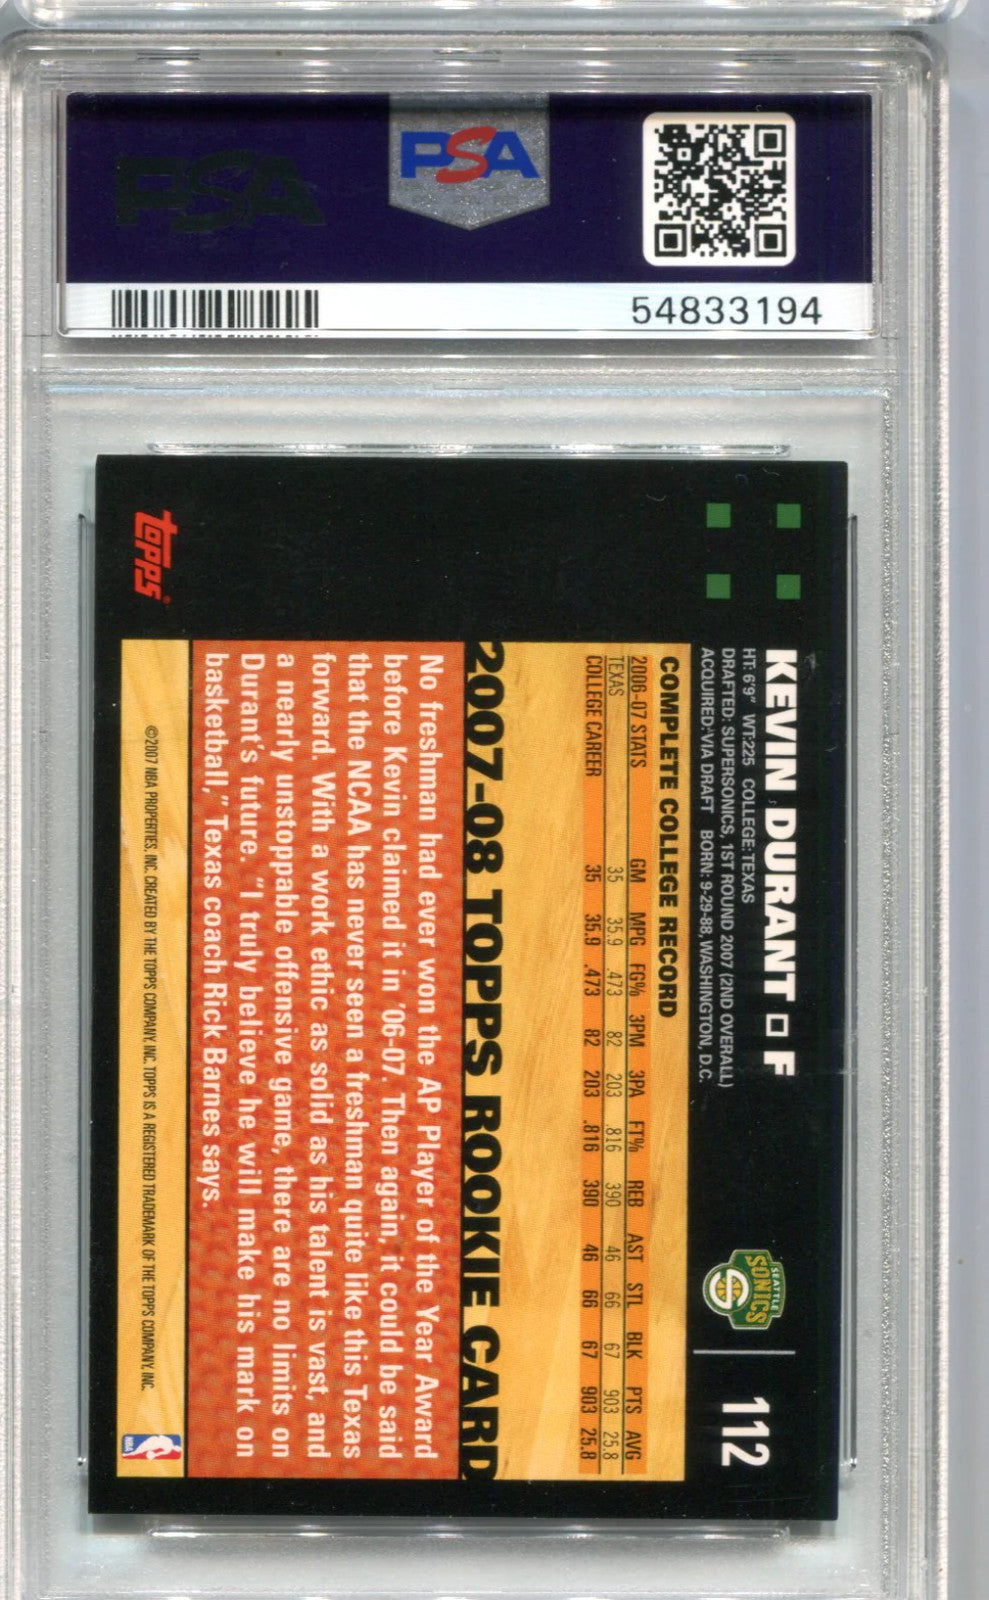 PSA
PSA
54833194
KEVIN DURANT □ F
HT: 6'9" WT:225 COLLEGE:TEXAS
DRAFTED: SUPERSONICS, 1ST ROUND 2007 (2ND OVERALL)
ACQUIRED:VIA DRAFT BORN: 9-29-88, WASHINGTON, D.C.
SEATTLE
SONICS
112
COMPLETE COLLEGE RECORD
2006-07 STATS GM MPG FG% 3PM 3PA FT% REB AST STL BLK PTS AVG
TEXAS 35 35.9 .473 82 203 .816 390 46 66 67 903 25.8
COLLEGE CAREER 35 35.9 .473 82 203 .816 390 46 66 67 903 25.8
2007-08 TOPPS ROOKIE CARD
No freshman had ever won the AP Player of the Year Award
before Kevin claimed it in '06-07. Then again, it could be said
that the NCAA has never seen a freshman quite like this Texas
forward. With a work ethic as solid as his talent is vast, and
a nearly unstoppable offensive game, there are no limits on
Durant's future. "I truly believe he will make his mark on
basketball," Texas coach Rick Barnes says.
©2007 NBA PROPERTIES, INC. CREATED BY THE TOPPS COMPANY, INC. TOPPS IS A REGISTERED TRADEMARK OF THE TOPPS COMPANY, INC.
NBA
topps®